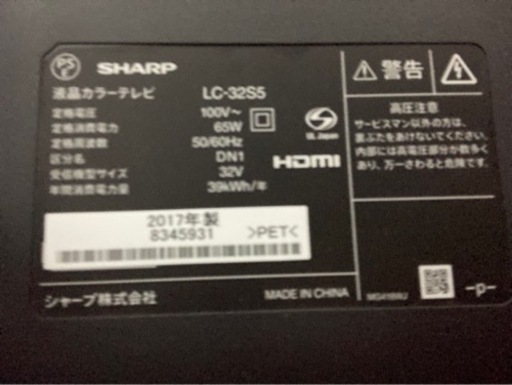 PS E SHARP
液晶カラーテレビ LC-32S5
定格電圧 100V~
定格消費電力 65W
定格周波数 50/60Hz
区分名 DN1
受信機型サイズ 32V
年間消費電力量 39kWh/年
UL Japan
HDMI
2017年製
8345931 >PET<
シャープ株式会社 MADE IN CHINA
警告
高圧注意
サービスマン以外の方は、
裏ぶたをあけないでください。
内部には高電圧部分が数多く
あり、万一さわると危険です。
-p-